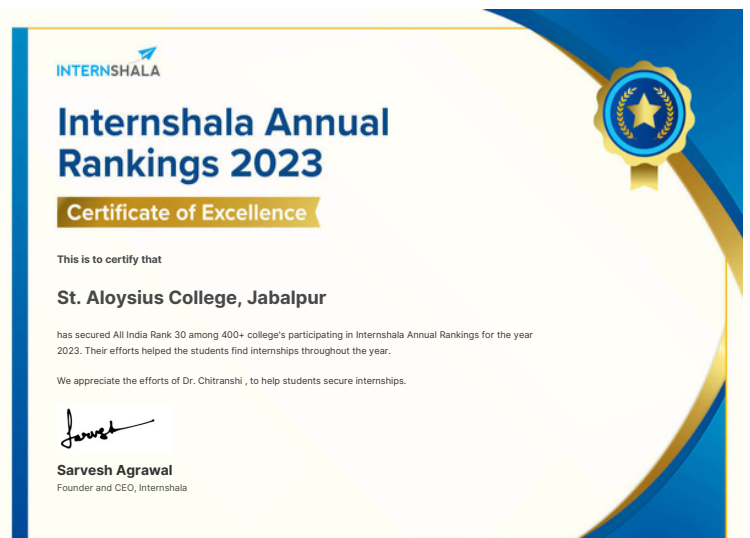 INTERNSHALA
Internshala Annual
Rankings 2023
Certificate of Excellence
This is to certify that
St. Aloysius College, Jabalpur
has secured All India Rank 30 among 400+ college's participating in Internshala Annual Rankings for the year
2023. Their efforts helped the students find internships throughout the year.
We appreciate the efforts of Dr. Chitranshi , to help students secure internships.
Sarvesh
Sarvesh Agrawal
Founder and CEO, Internshala